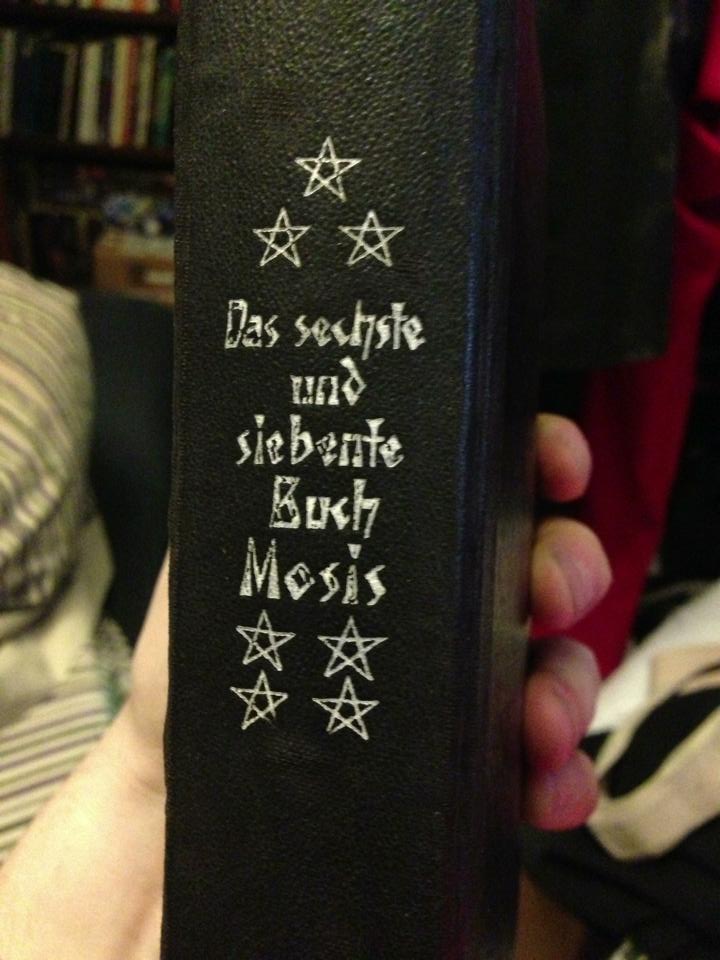 Das sechste
und
siebente
Buch
Mosis